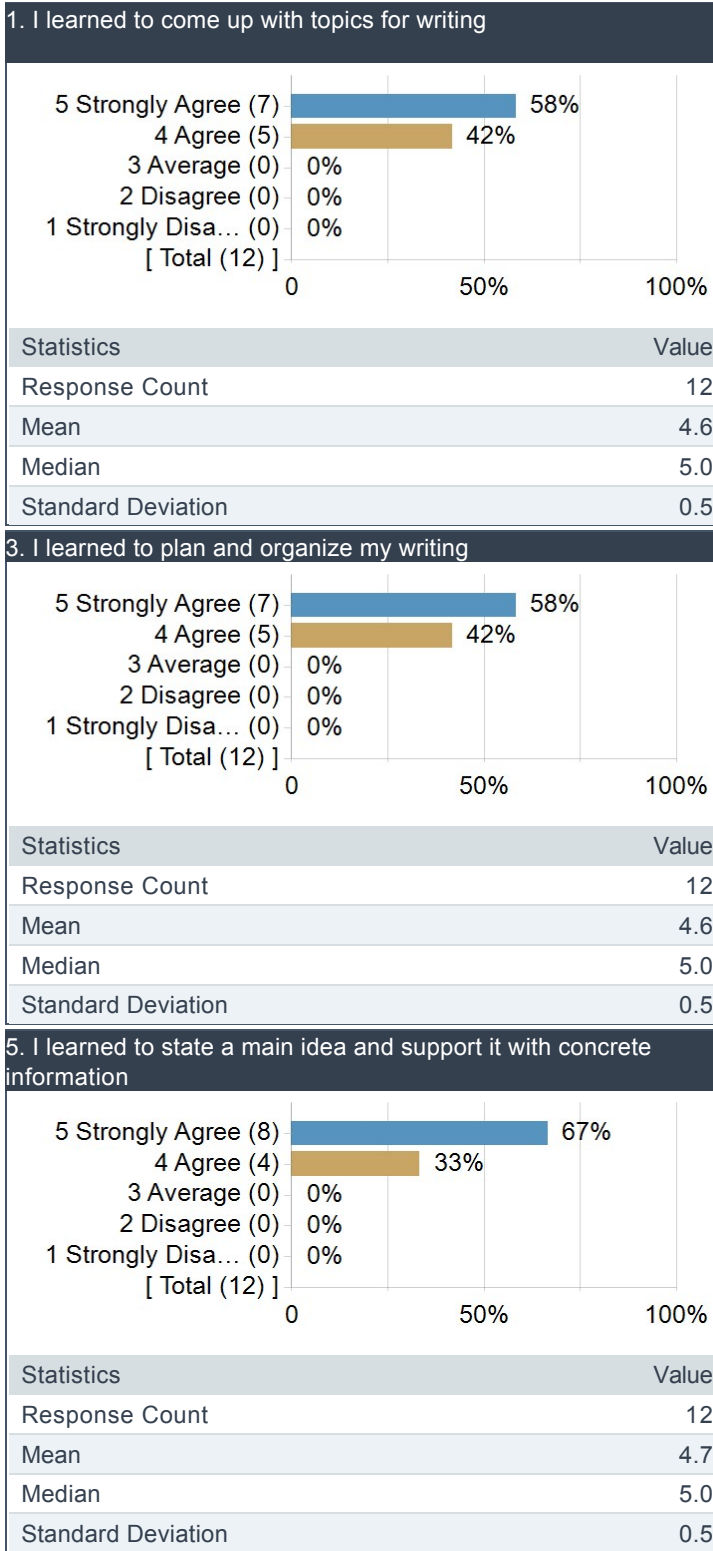 1. I learned to come up with topics for writing
5 Strongly Agree (7) 58%
4 Agree (5) 42%
3 Average (0) 0%
2 Disagree (0) 0%
1 Strongly Disa... (0) 0%
[ Total (12) ]
0 50% 100%
Statistics Value
Response Count 12
Mean 4.6
Median 5.0
Standard Deviation 0.5
3. I learned to plan and organize my writing
5 Strongly Agree (7) 58%
4 Agree (5) 42%
3 Average (0) 0%
2 Disagree (0) 0%
1 Strongly Disa... (0) 0%
[ Total (12) ]
0 50% 100%
Statistics Value
Response Count 12
Mean 4.6
Median 5.0
Standard Deviation 0.5
5. I learned to state a main idea and support it with concrete
information
5 Strongly Agree (8) 67%
4 Agree (4) 33%
3 Average (0) 0%
2 Disagree (0) 0%
1 Strongly Disa... (0) 0%
[ Total (12) ]
0 50% 100%
Statistics Value
Response Count 12
Mean 4.7
Median 5.0
Standard Deviation 0.5